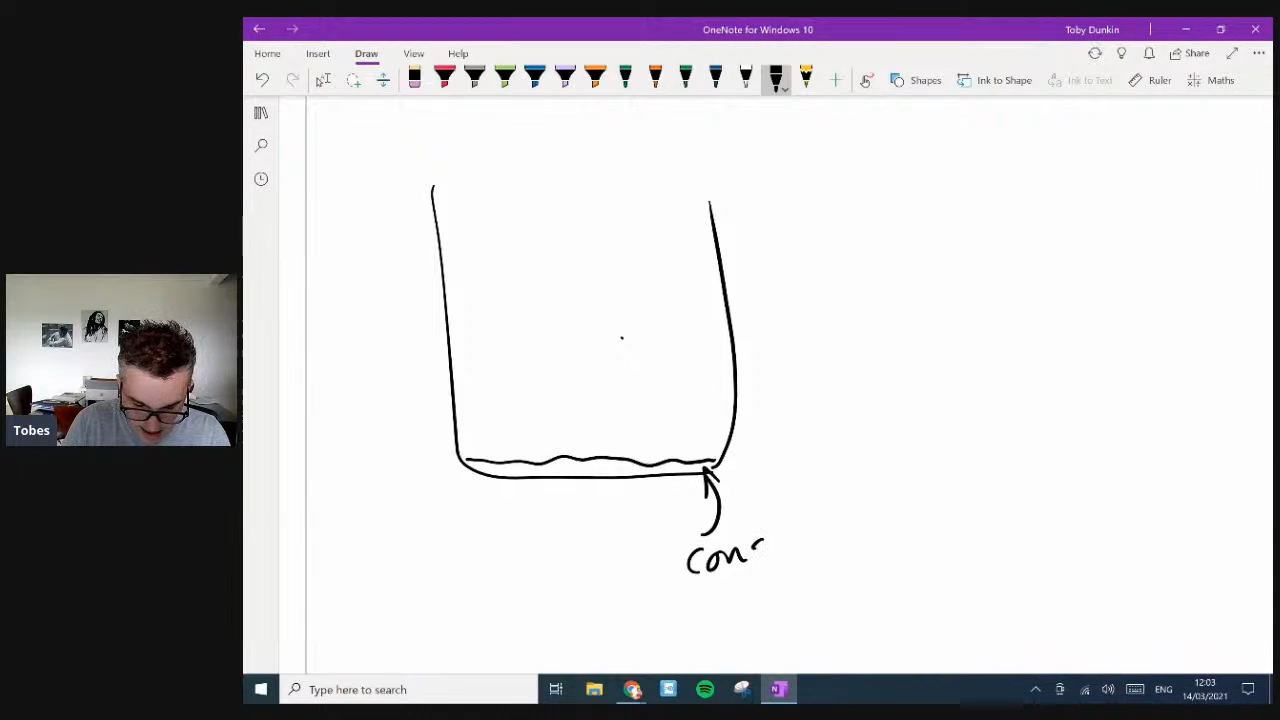 OneNote for Windows 10
Toby Dunkin
Home Insert Draw View Help
Share
Shapes Ink to Shape Ink to Text Ruler Maths
Tobes
con
Type here to search
ENG
12:03
14/03/2021